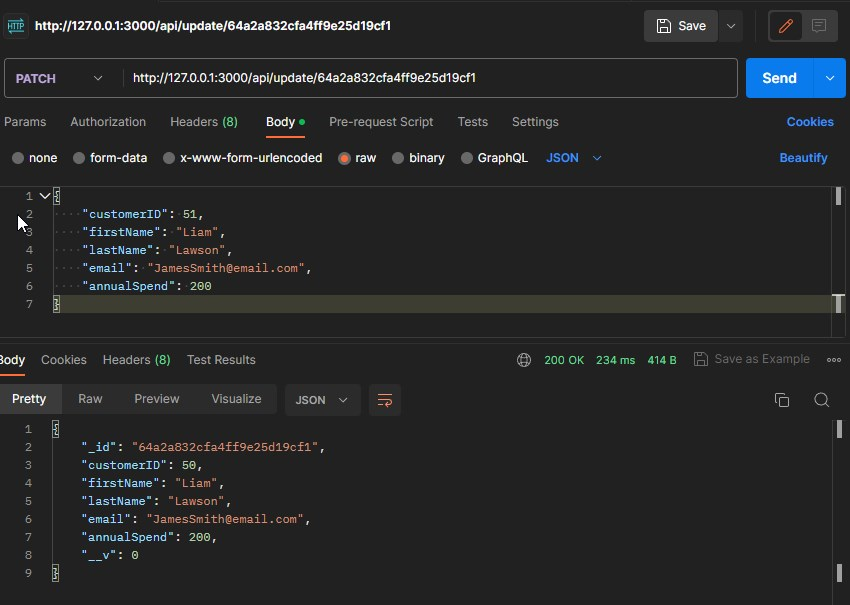 HTTP http://127.0.0.1:3000/api/update/64a2a832cfa4ff9e25d19cf1 Save
PATCH http://127.0.0.1:3000/api/update/64a2a832cfa4ff9e25d19cf1 Send
Params Authorization Headers (8) Body Pre-request Script Tests Settings Cookies
none form-data x-www-form-urlencoded raw binary GraphQL JSON Beautify
1 {
2 "customerID": 51,
3 "firstName": "Liam",
4 "lastName": "Lawson",
5 "email": "JamesSmith@email.com",
6 "annualSpend": 200
7 }
Body Cookies Headers (8) Test Results 200 OK 234 ms 414 B Save as Example
Pretty Raw Preview Visualize JSON
1 {
2 "_id": "64a2a832cfa4ff9e25d19cf1",
3 "customerID": 50,
4 "firstName": "Liam",
5 "lastName": "Lawson",
6 "email": "JamesSmith@email.com",
7 "annualSpend": 200,
8 "__v": 0
9 }